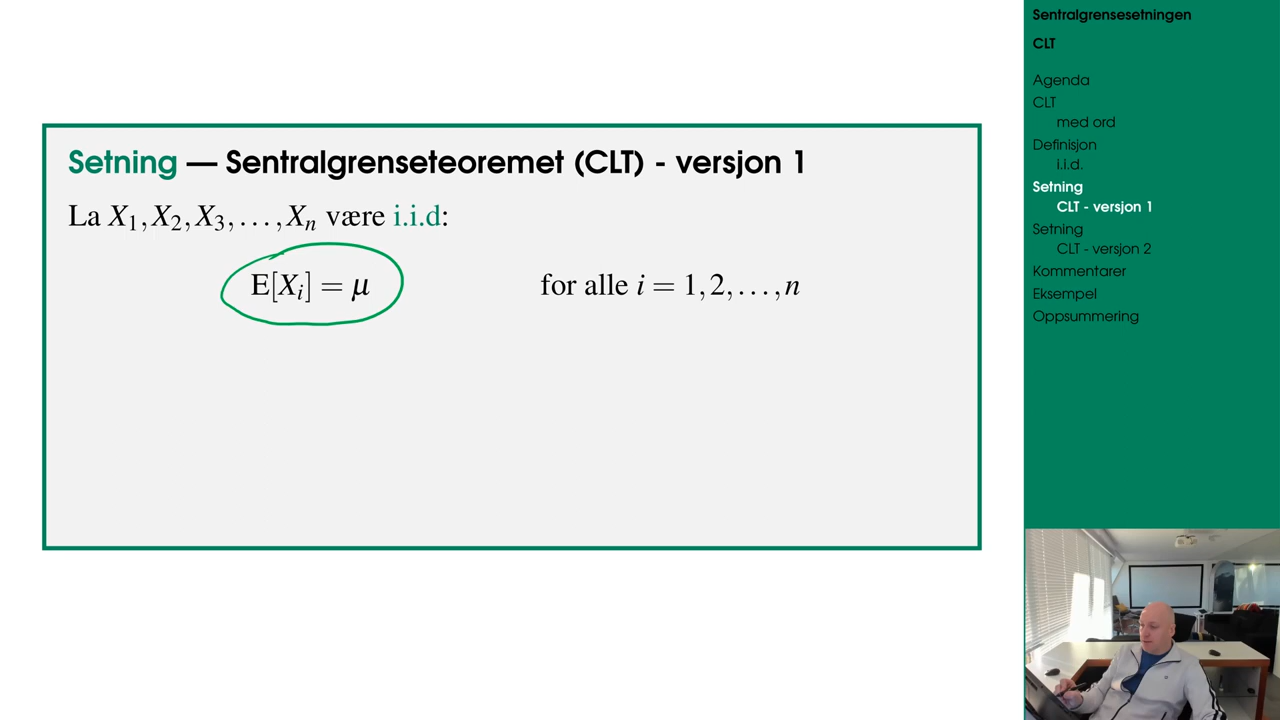 Setning — Sentralgrenseteoremet (CLT) - versjon 1
La X₁, X₂, X₃, ..., Xₙ være i.i.d:
E[Xᵢ] = μ for alle i = 1, 2, ..., n
Sentralgrensesetningen
CLT
Agenda
CLT
med ord
Definisjon
i.i.d.
Setning
CLT - versjon 1
Setning
CLT - versjon 2
Kommentarer
Eksempel
Oppsummering